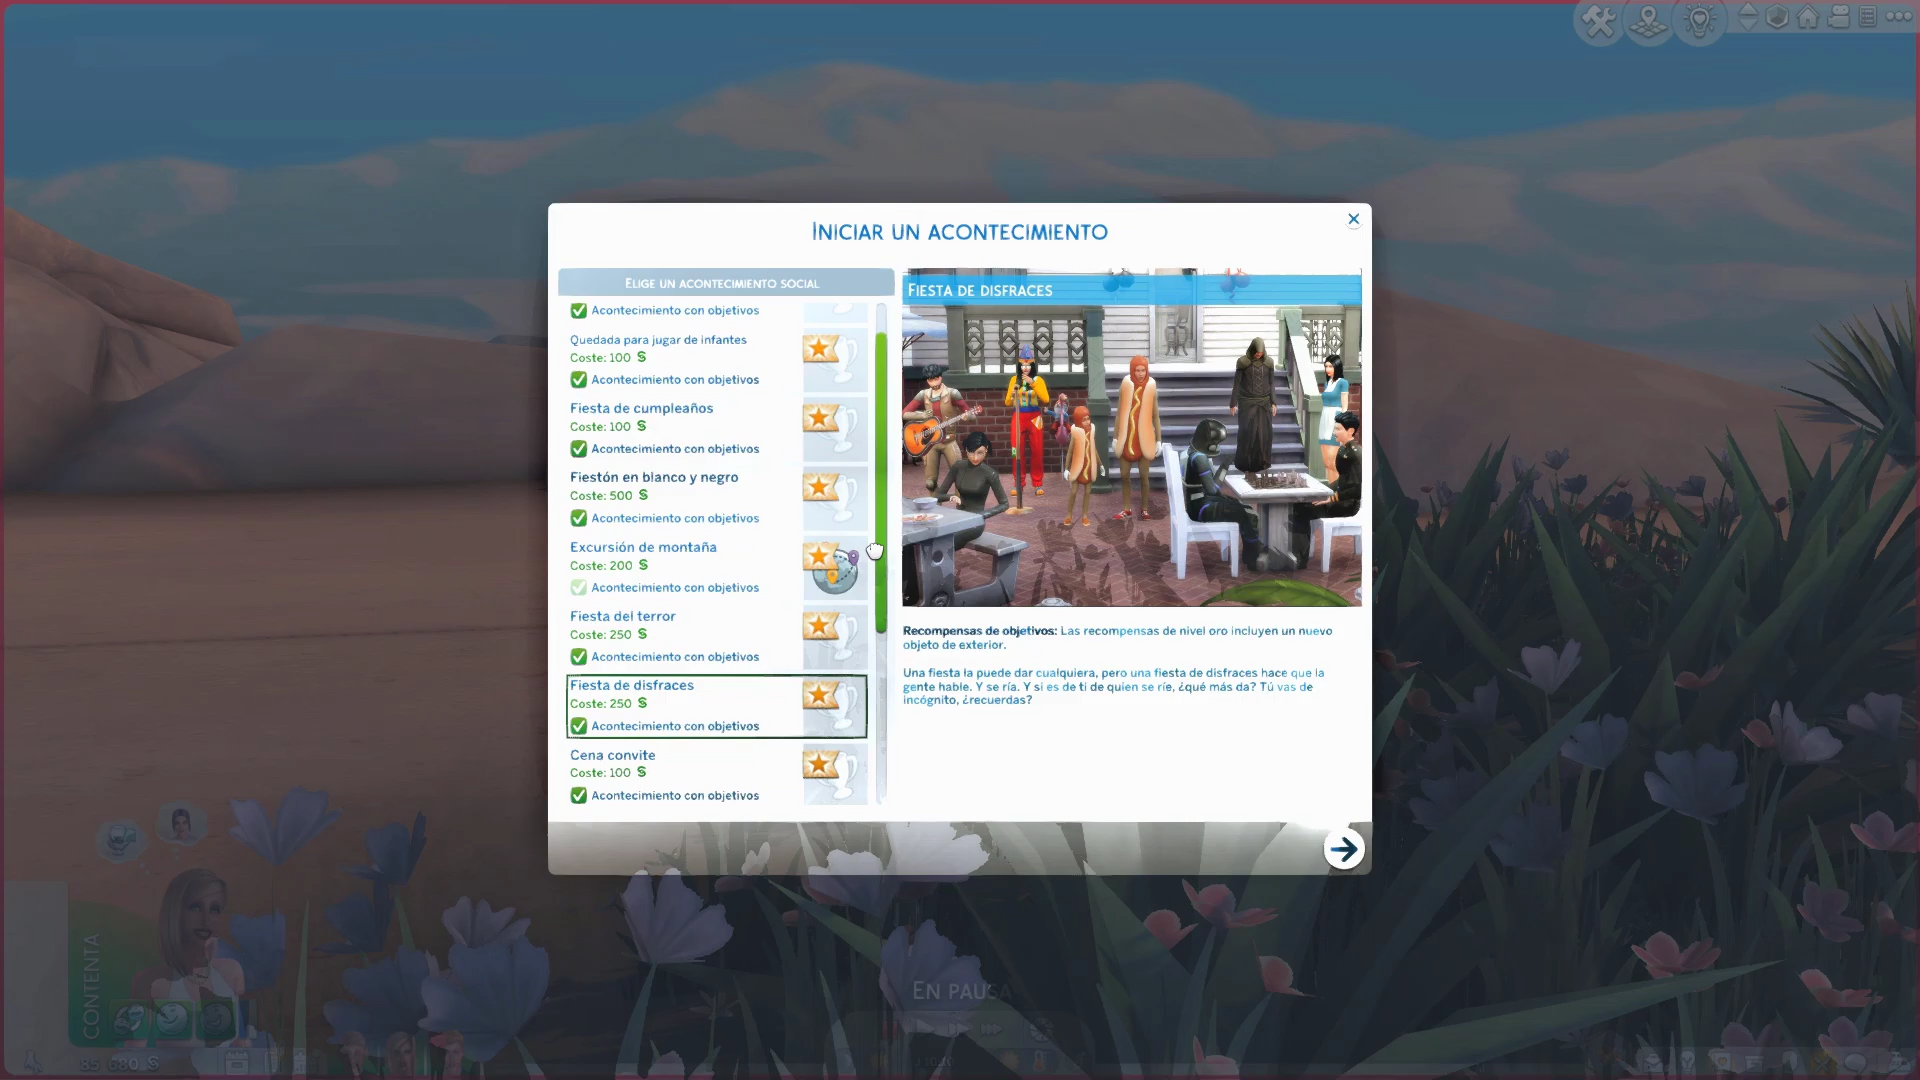 INICIAR UN ACONTECIMIENTO
ELIGE UN ACONTECIMIENTO SOCIAL
Acontecimiento con objetivos
Quedada para jugar de infantes
Coste: 100 $
Acontecimiento con objetivos
Fiesta de cumpleaños
Coste: 100 $
Acontecimiento con objetivos
Fiestón en blanco y negro
Coste: 500 $
Acontecimiento con objetivos
Excursión de montaña
Coste: 200 $
Acontecimiento con objetivos
Fiesta del terror
Coste: 250 $
Acontecimiento con objetivos
Fiesta de disfraces
Coste: 250 $
Acontecimiento con objetivos
Cena convite
Coste: 100 $
Acontecimiento con objetivos
FIESTA DE DISFRACES
Recompensas de objetivos: Las recompensas de nivel oro incluyen un nuevo
objeto de exterior.
Una fiesta la puede dar cualquiera, pero una fiesta de disfraces hace que la
gente hable. Y se ría. Y si es de ti de quien se ríe, ¿qué más da? Tú vas de
incógnito, ¿recuerdas?
CONTENTA
EN PAUSA
85 680 $